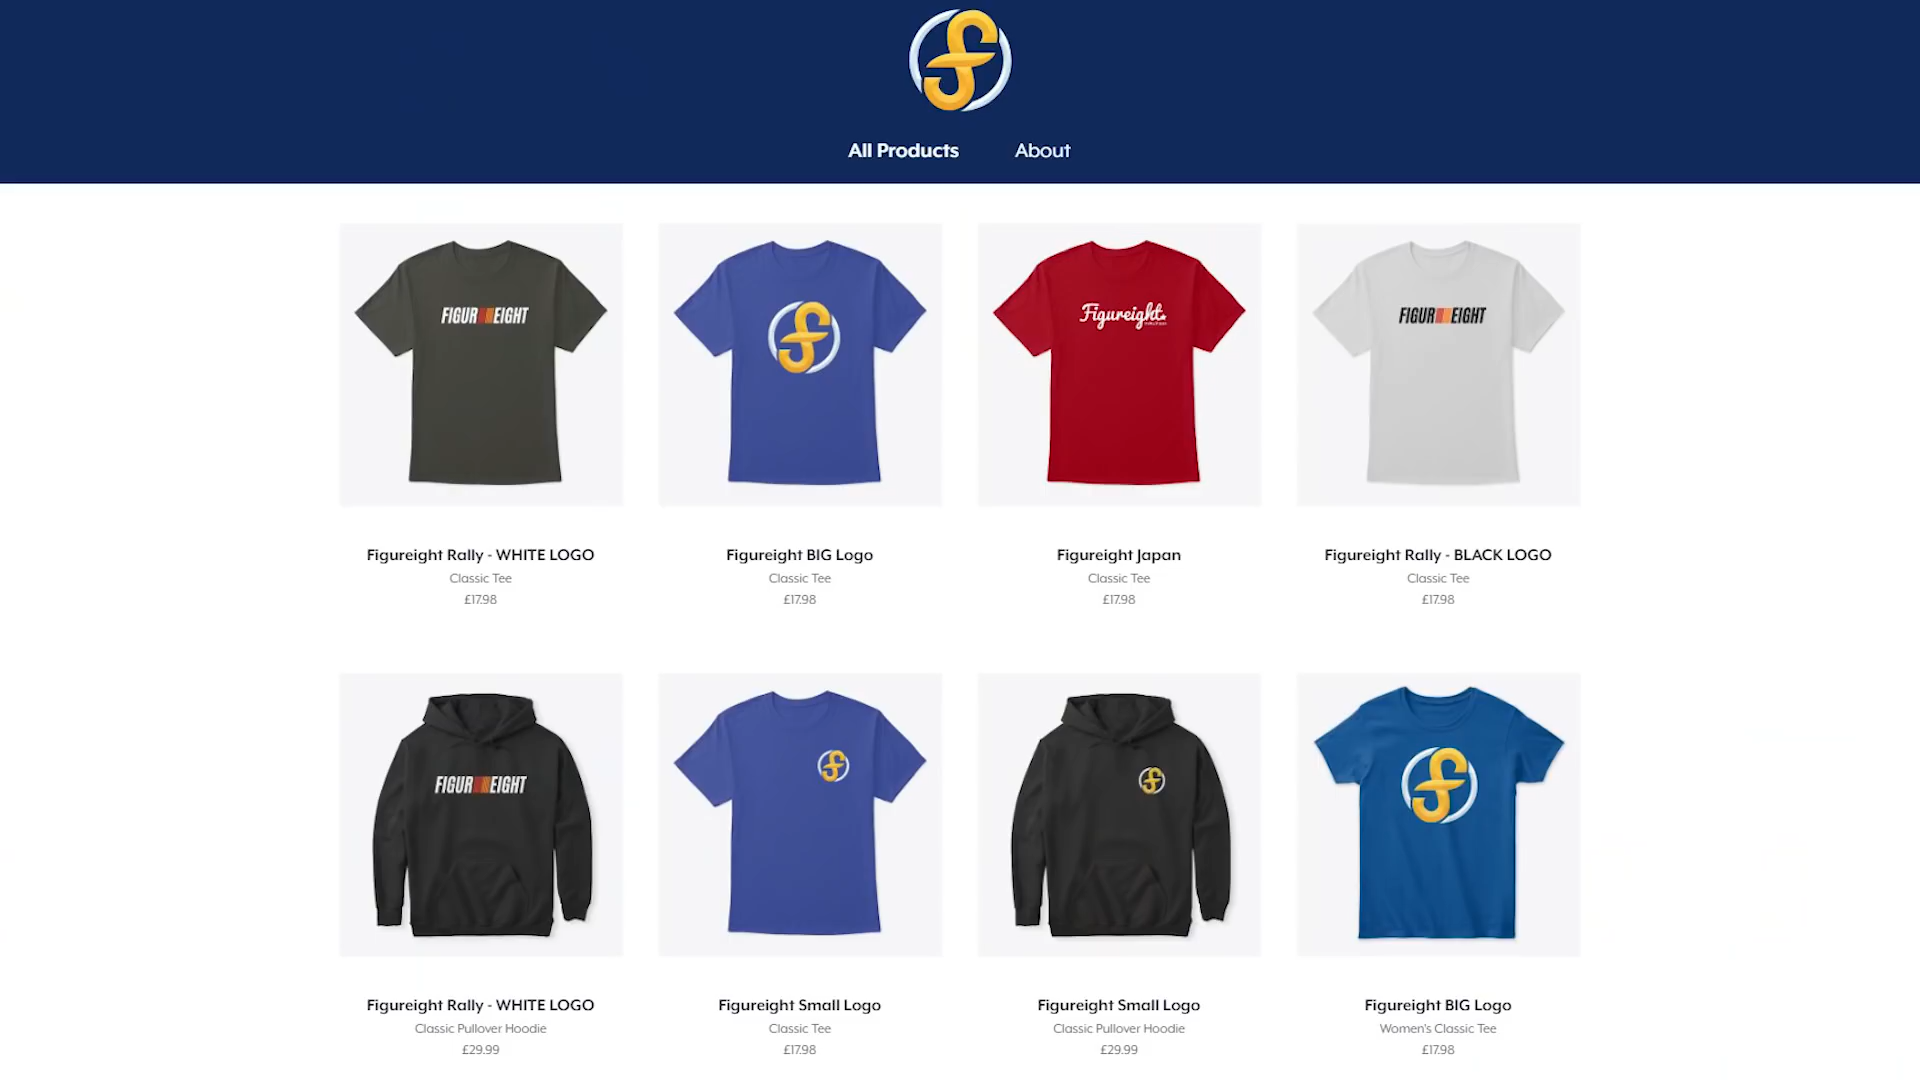 All Products
About
FIGUR EIGHT
Figureight
FIGUR EIGHT
Figureight Rally - WHITE LOGO
Classic Tee
£17.98
Figureight BIG Logo
Classic Tee
£17.98
Figureight Japan
Classic Tee
£17.98
Figureight Rally - BLACK LOGO
Classic Tee
£17.98
FIGUR EIGHT
Figureight Rally - WHITE LOGO
Classic Pullover Hoodie
£29.99
Figureight Small Logo
Classic Tee
£17.98
Figureight Small Logo
Classic Pullover Hoodie
£29.99
Figureight BIG Logo
Women's Classic Tee
£17.98